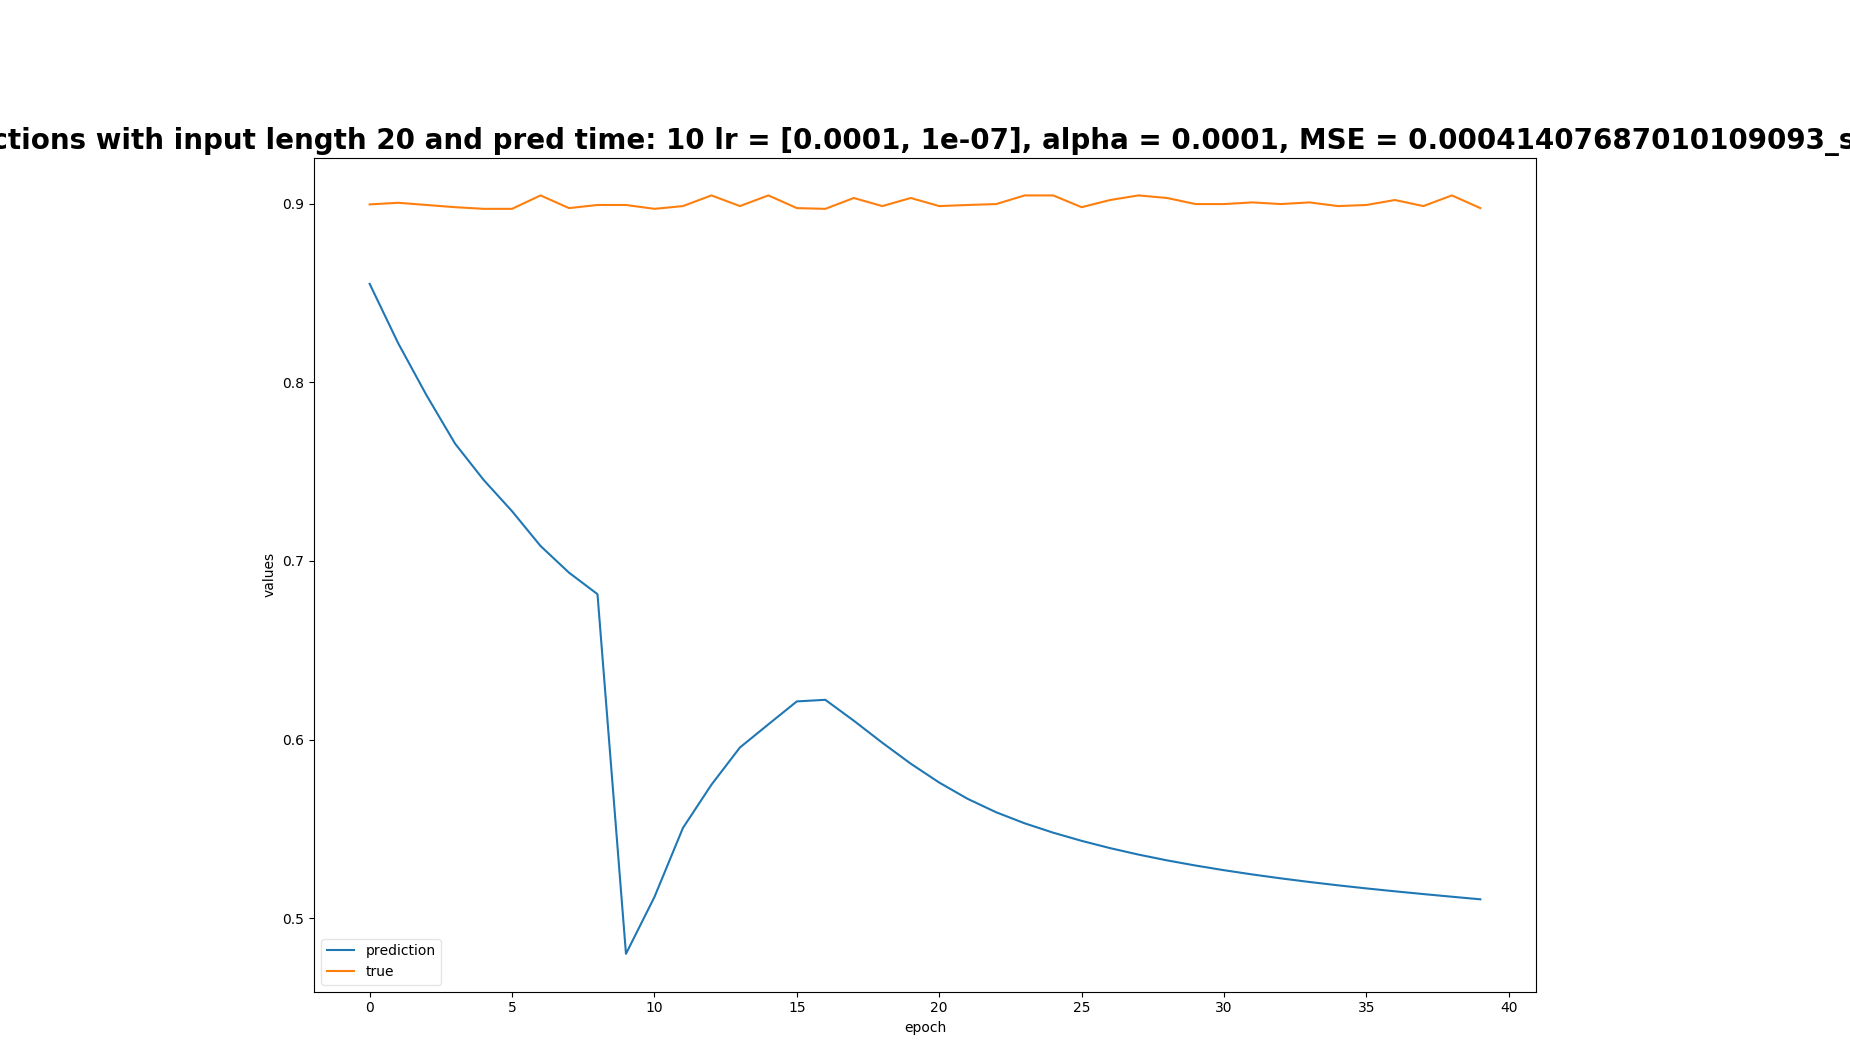 ctions with input length 20 and pred time: 10 lr = [0.0001, 1e-07], alpha = 0.0001, MSE = 0.00041407687010109093_s
0.9
0.8
0.7
0.6
0.5
values
prediction
true
0 5 10 15 20 25 30 35 40
epoch